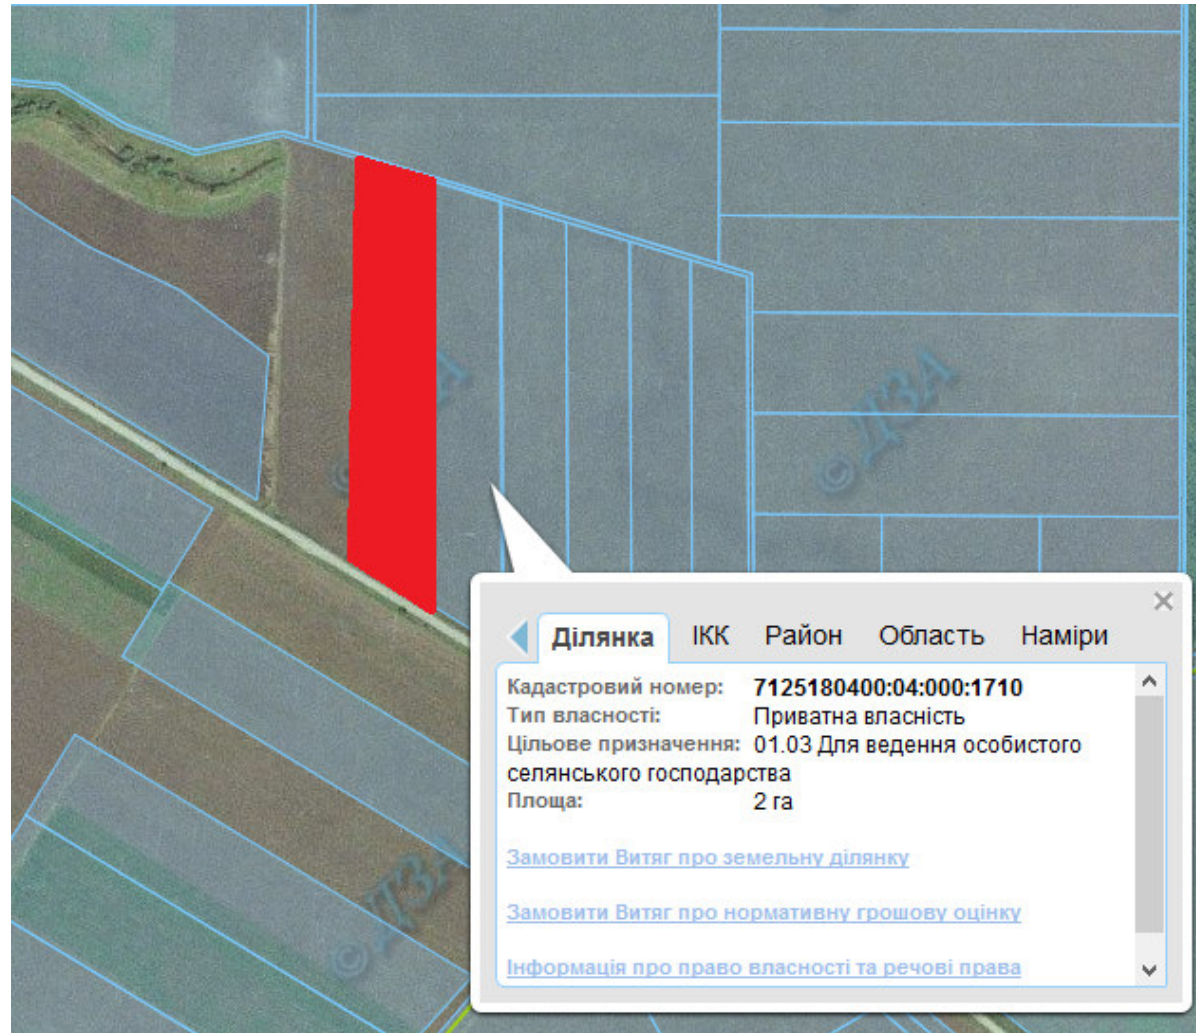 © ДЗА
© ДЗА
Ділянка ІКК Район Область Наміри
Кадастровий номер: 7125180400:04:000:1710
Тип власності: Приватна власність
Цільове призначення: 01.03 Для ведення особистого
селянського господарства
Площа: 2 га
Замовити Витяг про земельну ділянку
Замовити Витяг про нормативну грошову оцінку
Інформація про право власності та речові права